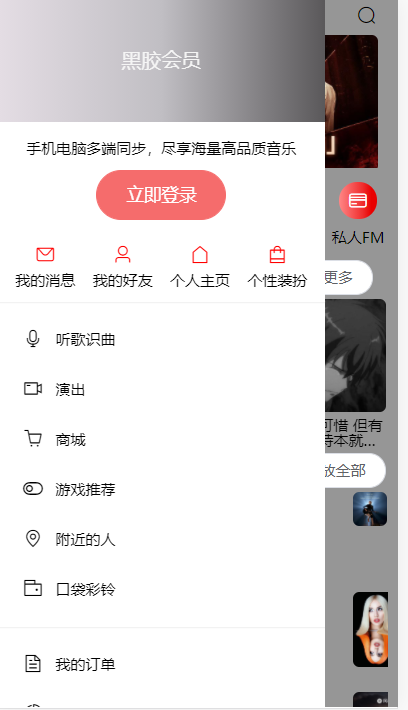 黑胶会员
手机电脑多端同步，尽享海量高品质音乐
立即登录
我的消息 我的好友 个人主页 个性装扮
听歌识曲
演出
商城
游戏推荐
附近的人
口袋彩铃
我的订单
私人FM
更多
可惜 但有
诗本就...
放全部